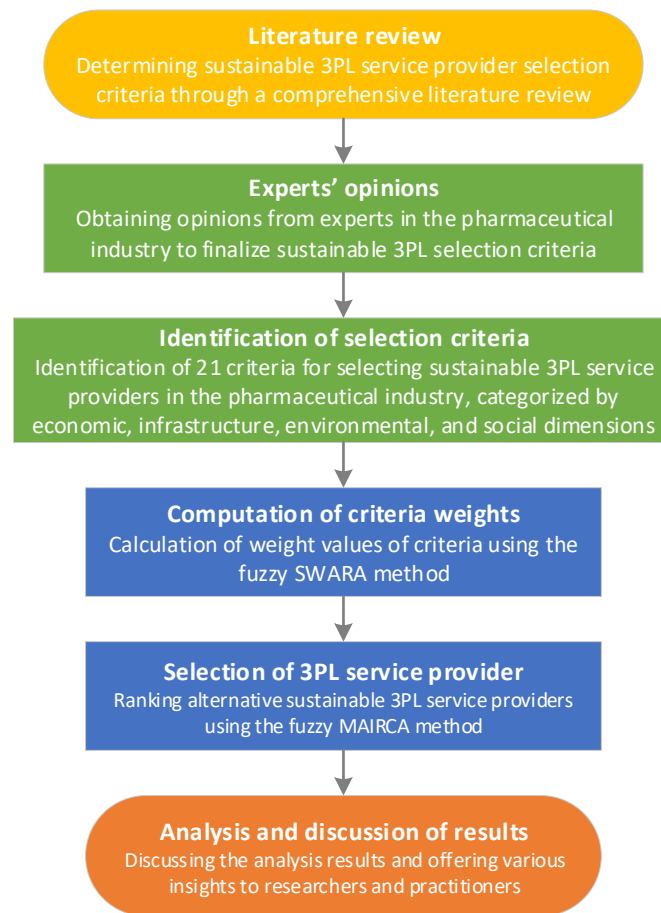 Literature review
Determining sustainable 3PL service provider selection
criteria through a comprehensive literature review
Experts’ opinions
Obtaining opinions from experts in the pharmaceutical
industry to finalize sustainable 3PL selection criteria
Identification of selection criteria
Identification of 21 criteria for selecting sustainable 3PL service
providers in the pharmaceutical industry, categorized by
economic, infrastructure, environmental, and social dimensions
Computation of criteria weights
Calculation of weight values of criteria using the
fuzzy SWARA method
Selection of 3PL service provider
Ranking alternative sustainable 3PL service providers
using the fuzzy MAIRCA method
Analysis and discussion of results
Discussing the analysis results and offering various
insights to researchers and practitioners